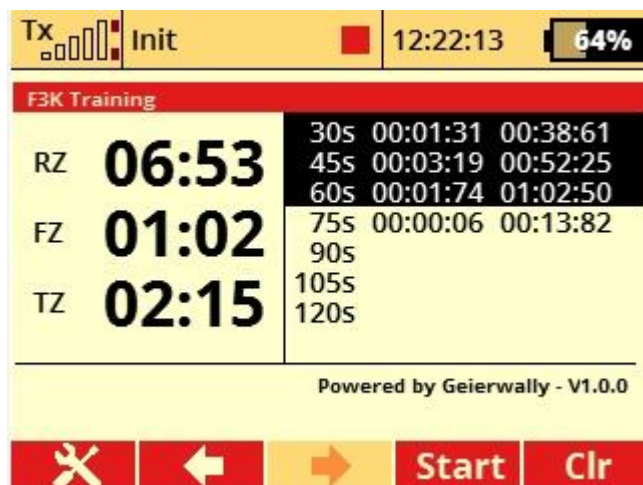 Tx Init 12:22:13 64%
F3K Training
RZ 06:53
FZ 01:02
TZ 02:15
30s 00:01:31 00:38:61
45s 00:03:19 00:52:25
60s 00:01:74 01:02:50
75s 00:00:06 00:13:82
90s
105s
120s
Powered by Geierwally - V1.0.0
Start Clr